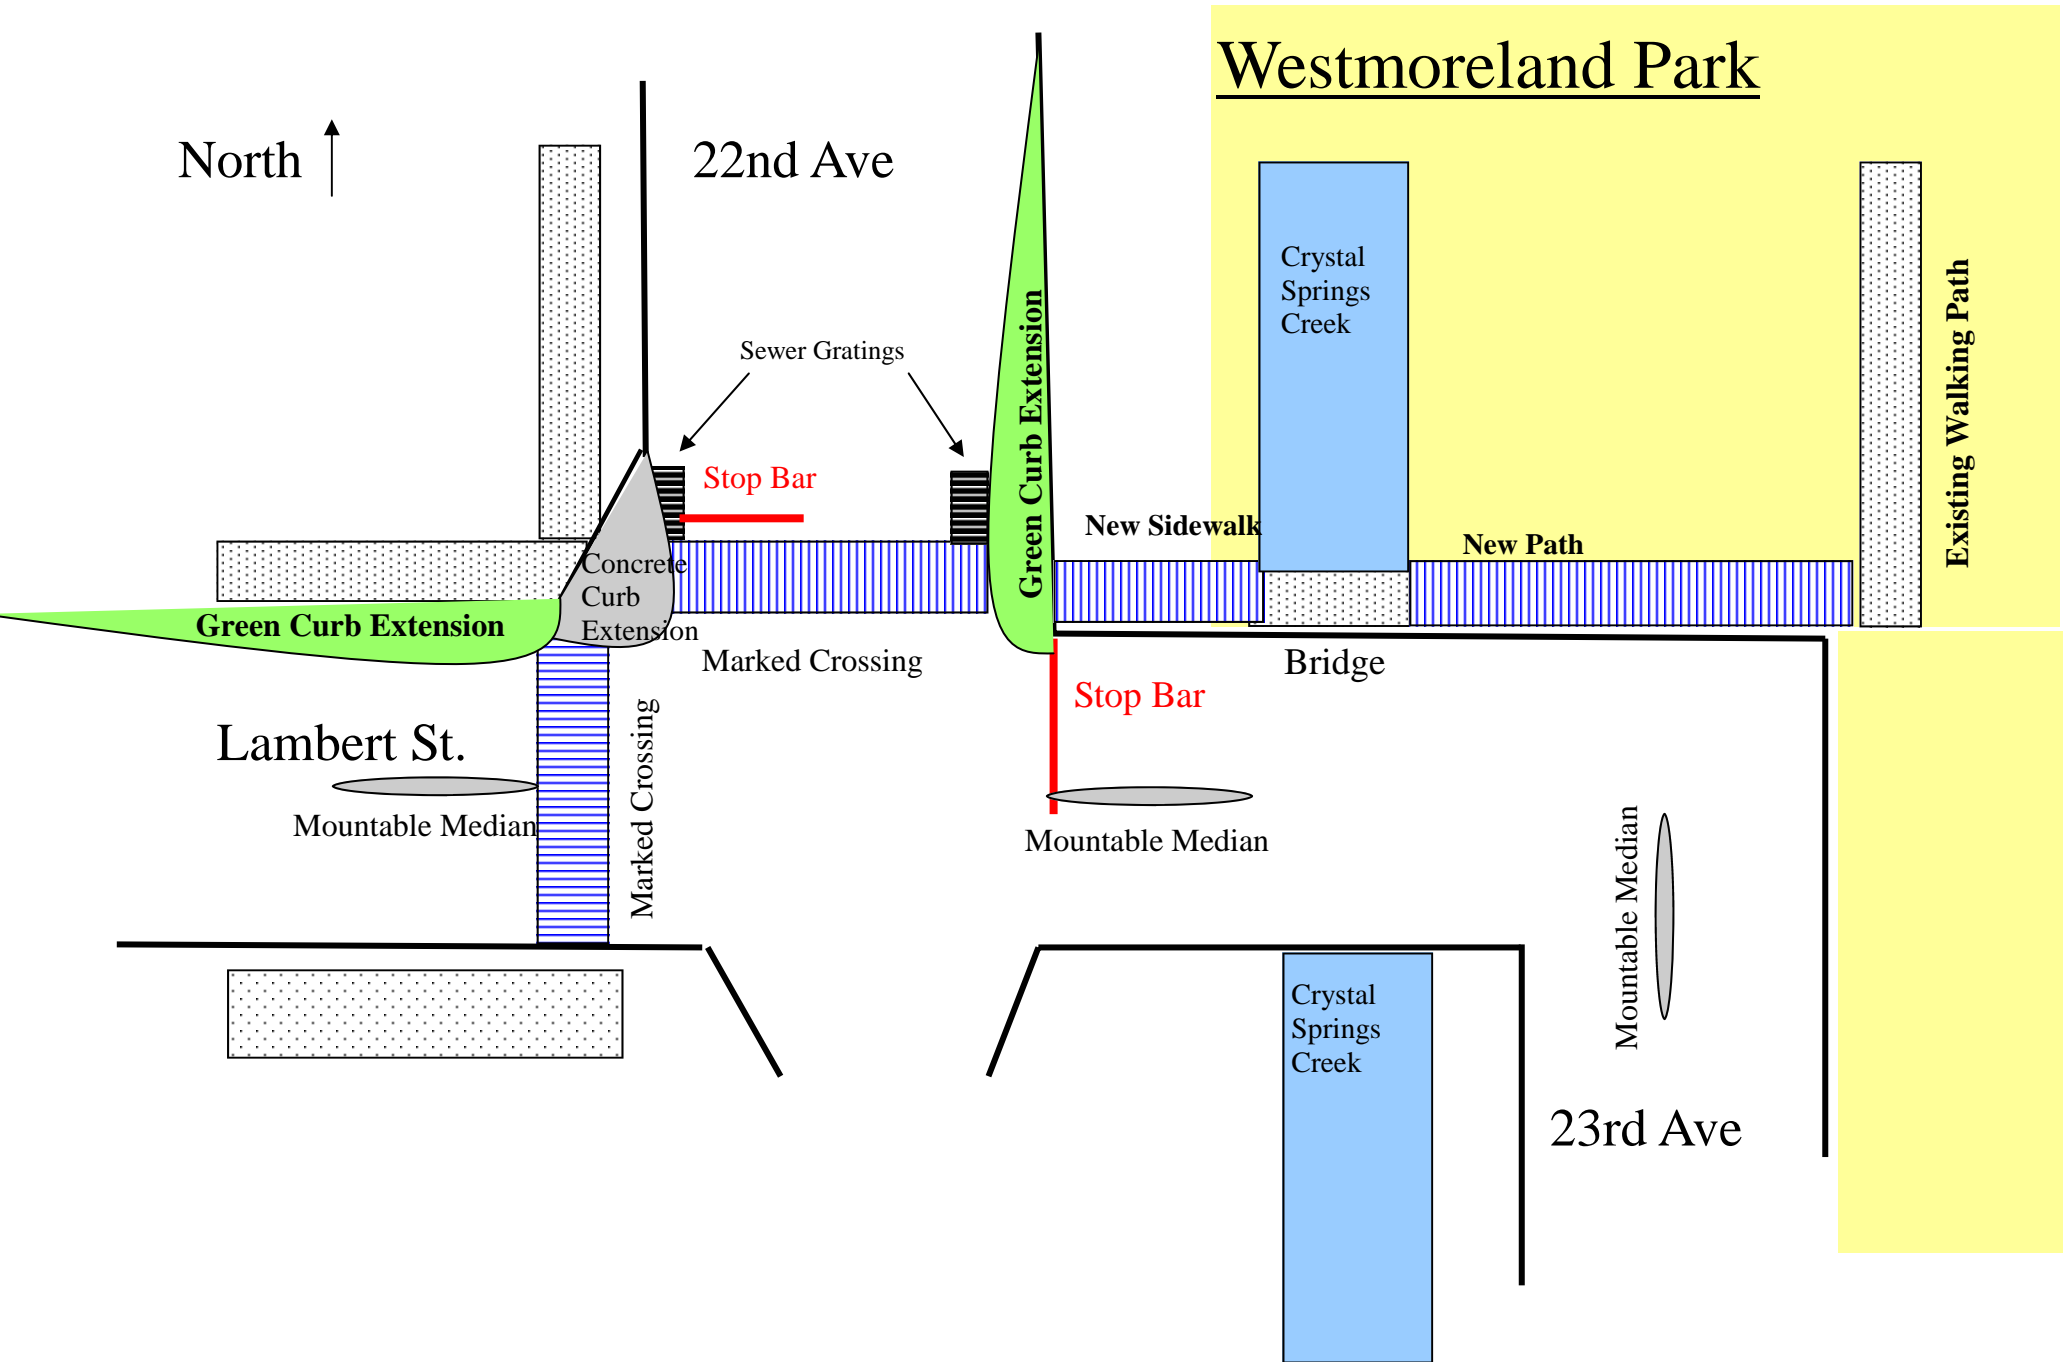 Westmoreland Park
North
22nd Ave
Crystal
Springs
Creek
Existing Walking Path
Sewer Gratings
Green Curb Extension
Stop Bar
New Sidewalk
New Path
Concrete
Curb
Extension
Green Curb Extension
Marked Crossing
Bridge
Stop Bar
Lambert St.
Marked Crossing
Mountable Median
Mountable Median
Mountable Median
Crystal
Springs
Creek
23rd Ave